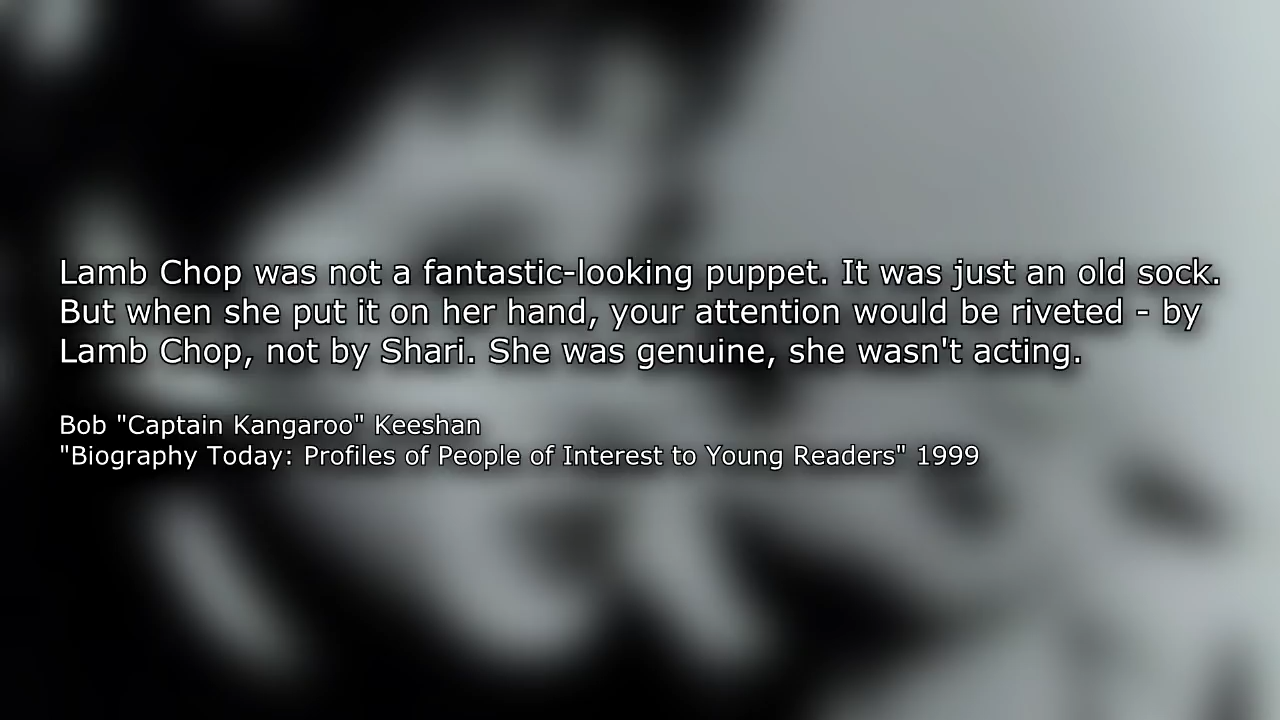 Lamb Chop was not a fantastic-looking puppet. It was just an old sock.
But when she put it on her hand, your attention would be riveted - by
Lamb Chop, not by Shari. She was genuine, she wasn't acting.
Bob "Captain Kangaroo" Keeshan
"Biography Today: Profiles of People of Interest to Young Readers" 1999